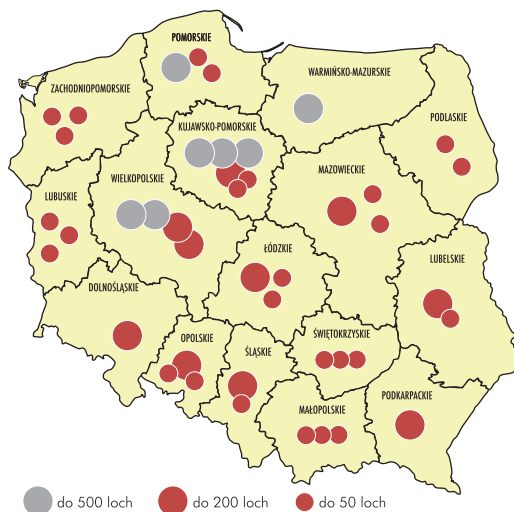 POMORSKIE
WARMIŃSKO-MAZURSKIE
ZACHODNIOPOMORSKIE
PODLASKIE
KUJAWSKO-POMORSKIE
MAZOWIECKIE
WIELKOPOLSKIE
LUBUSKIE
ŁÓDZKIE
LUBELSKIE
DOLNOŚLĄSKIE
OPOLSKIE
ŚWIĘTOKRZYSKIE
ŚLĄSKIE
PODKARPACKIE
MAŁOPOLSKIE
do 500 loch do 200 loch do 50 loch